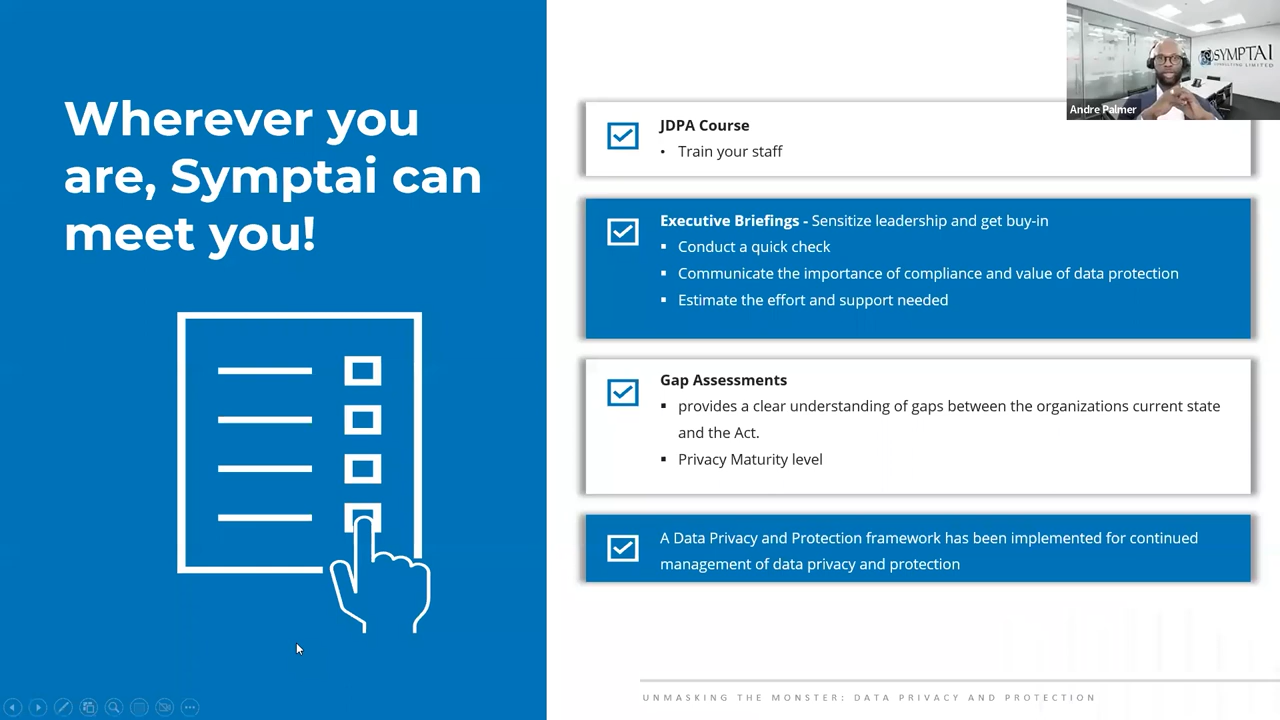 Wherever you
are, Symptai can
meet you!
SYMPTAI
CONSULTING LIMITED
Andre Palmer
JDPA Course
• Train your staff
Executive Briefings - Sensitize leadership and get buy-in
▪ Conduct a quick check
▪ Communicate the importance of compliance and value of data protection
▪ Estimate the effort and support needed
Gap Assessments
▪ provides a clear understanding of gaps between the organizations current state
and the Act.
▪ Privacy Maturity level
A Data Privacy and Protection framework has been implemented for continued
management of data privacy and protection
UNMASKING THE MONSTER: DATA PRIVACY AND PROTECTION